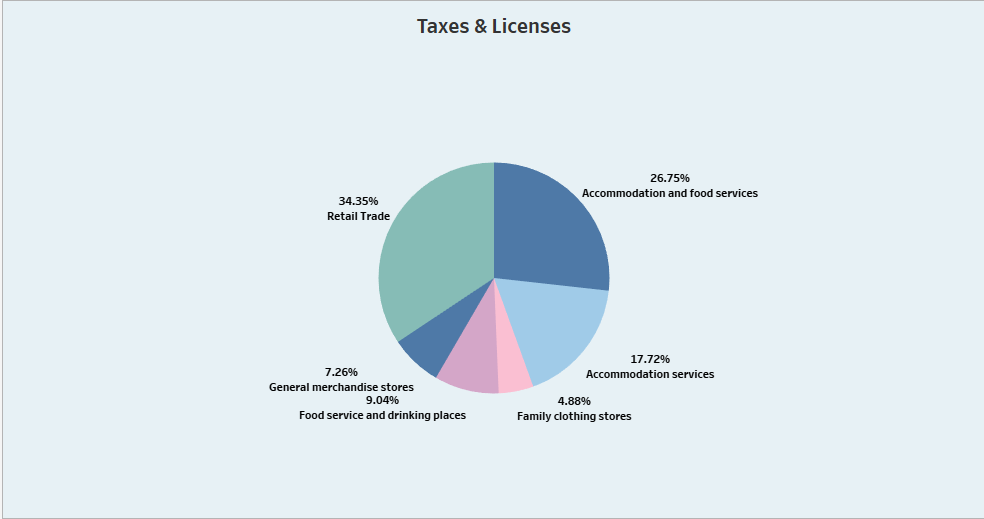 Taxes & Licenses
26.75%
Accommodation and food services
34.35%
Retail Trade
17.72%
Accommodation services
7.26%
General merchandise stores
9.04%
Food service and drinking places
4.88%
Family clothing stores